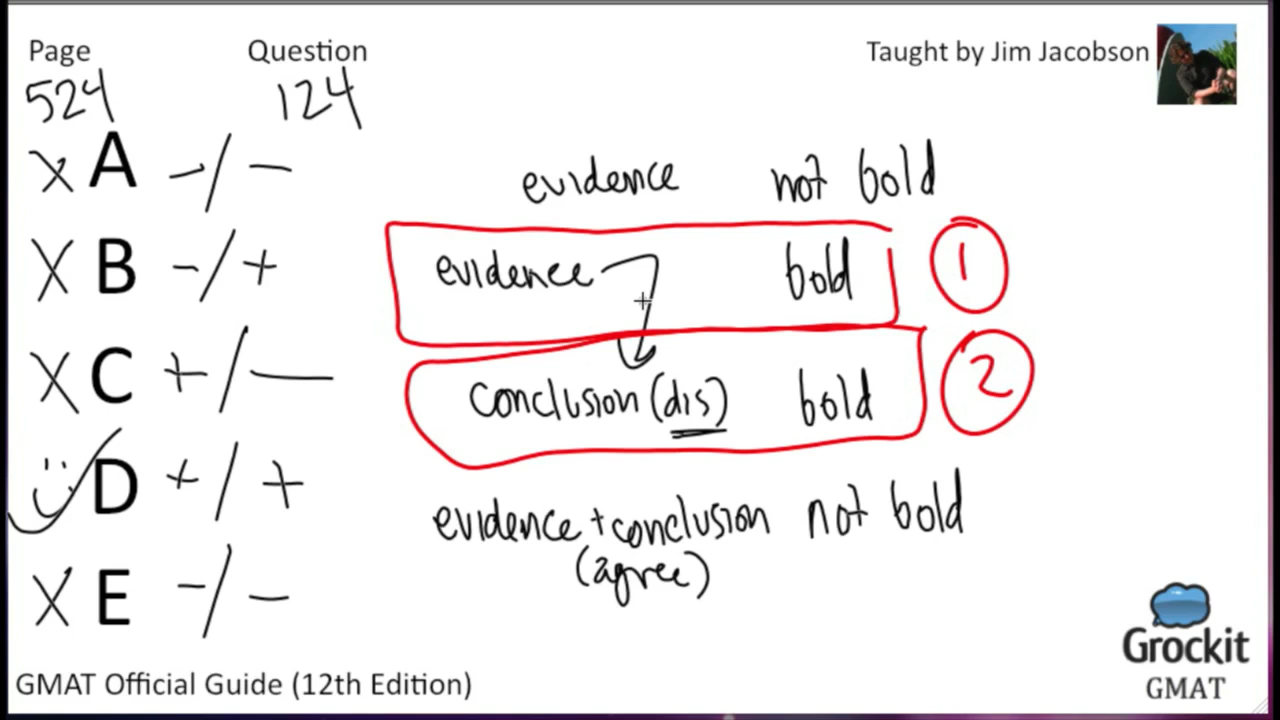 Page Question Taught by Jim Jacobson
524 124
X A -/-
evidence not bold
X B -/+
evidence bold 1
X C +/-
conclusion (dis) bold 2
D +/+
evidence + conclusion not bold
(agree)
X E -/-
Grockit
GMAT
GMAT Official Guide (12th Edition)